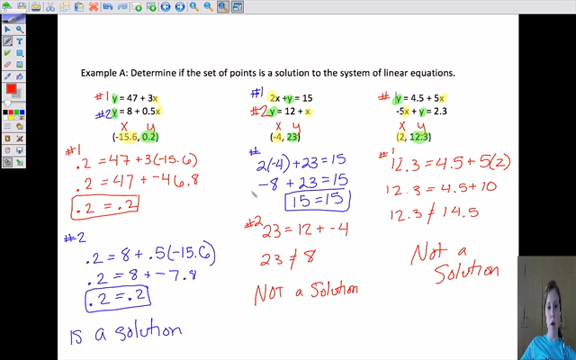 Example A: Determine if the set of points is a solution to the system of linear equations.
#1 y = 47 + 3x
#2 y = 8 + 0.5x
x y
(-15.6, 0.2)
#1
.2 = 47 + 3(-15.6)
.2 = 47 + -46.8
.2 = .2
#2
.2 = 8 + .5(-15.6)
.2 = 8 + -7.8
.2 = .2
is a solution
#1 2x + y = 15
#2 y = 12 + x
x y
(-4, 23)
#
2(-4) + 23 = 15
-8 + 23 = 15
15 = 15
#2
23 = 12 + -4
23 ≠ 8
NOT a Solution
#1 y = 4.5 + 5x
-5x + y = 2.3
x y
(2, 12.3)
#1
12.3 = 4.5 + 5(2)
12.3 = 4.5 + 10
12.3 ≠ 14.5
Not a
Solution